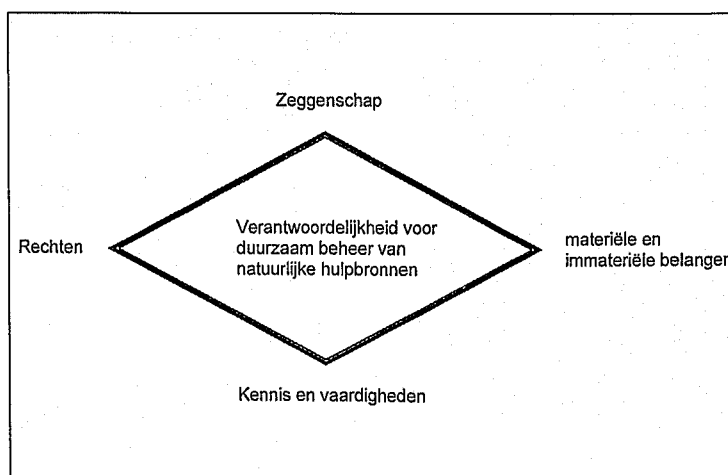 Zeggenschap
Rechten
Verantwoordelijkheid voor
duurzaam beheer van
natuurlijke hulpbronnen
materiële en
immateriële belangen
Kennis en vaardigheden